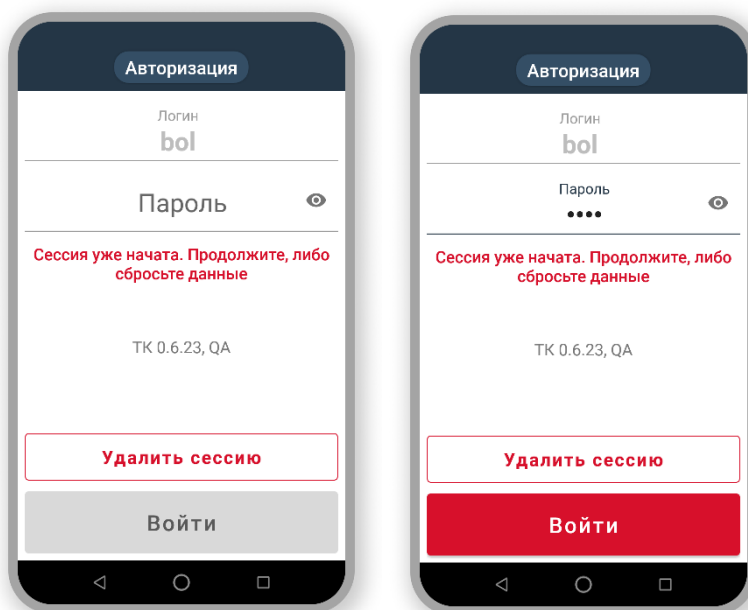 Авторизация
Логин
bol
Пароль
Сессия уже начата. Продолжите, либо
сбросьте данные
ТК 0.6.23, QA
Удалить сессию
Войти
Авторизация
Логин
bol
Пароль
••••
Сессия уже начата. Продолжите, либо
сбросьте данные
ТК 0.6.23, QA
Удалить сессию
Войти